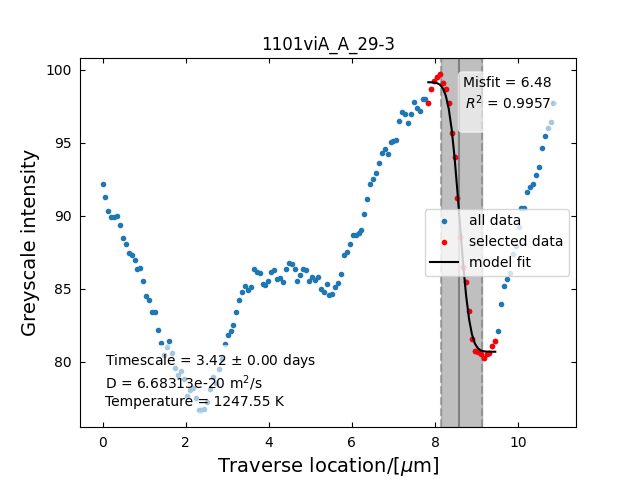 1101viA_A_29-3
Greyscale intensity
100
95
90
85
80
Misfit = 6.48
R² = 0.9957
all data
selected data
model fit
Timescale = 3.42 ± 0.00 days
D = 6.68313e-20 m²/s
Temperature = 1247.55 K
0 2 4 6 8 10
Traverse location/[μm]